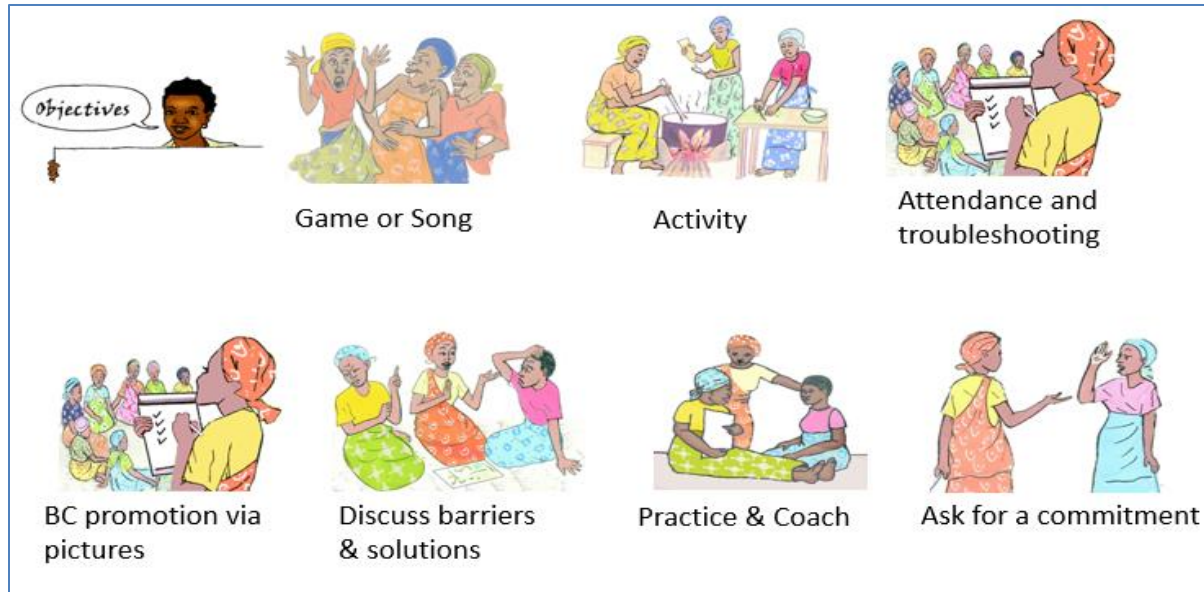 Objectives
Game or Song
Activity
Attendance and
troubleshooting
BC promotion via
pictures
Discuss barriers
& solutions
Practice & Coach
Ask for a commitment